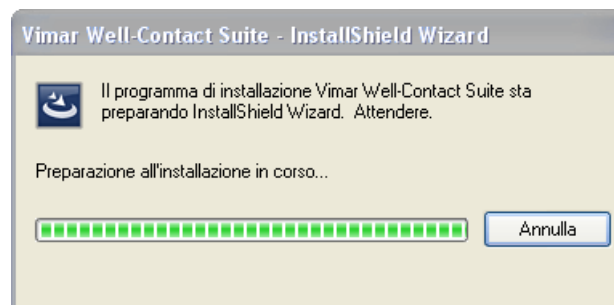 Vimar Well-Contact Suite - InstallShield Wizard
Il programma di installazione Vimar Well-Contact Suite sta
preparando InstallShield Wizard. Attendere.
Preparazione all'installazione in corso...
Annulla